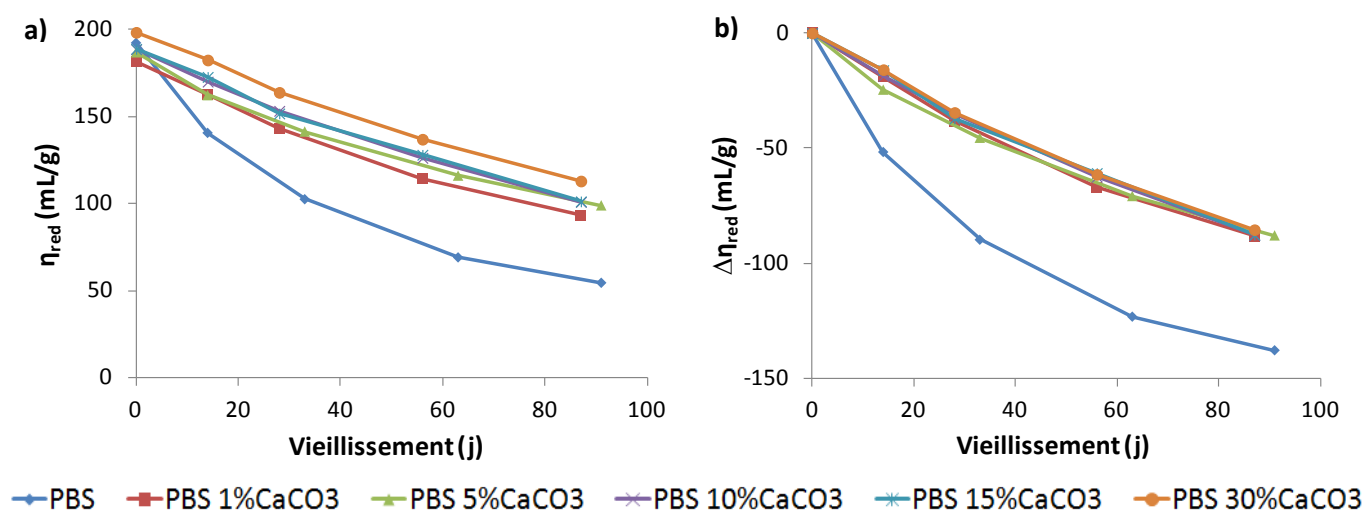 a)
200
150
100
50
0
0 20 40 60 80 100
ηred (mL/g)
Vieillissement (j)
b)
0
-50
-100
-150
0 20 40 60 80 100
Δηred (mL/g)
Vieillissement (j)
PBS PBS 1%CaCO3 PBS 5%CaCO3 PBS 10%CaCO3 PBS 15%CaCO3 PBS 30%CaCO3